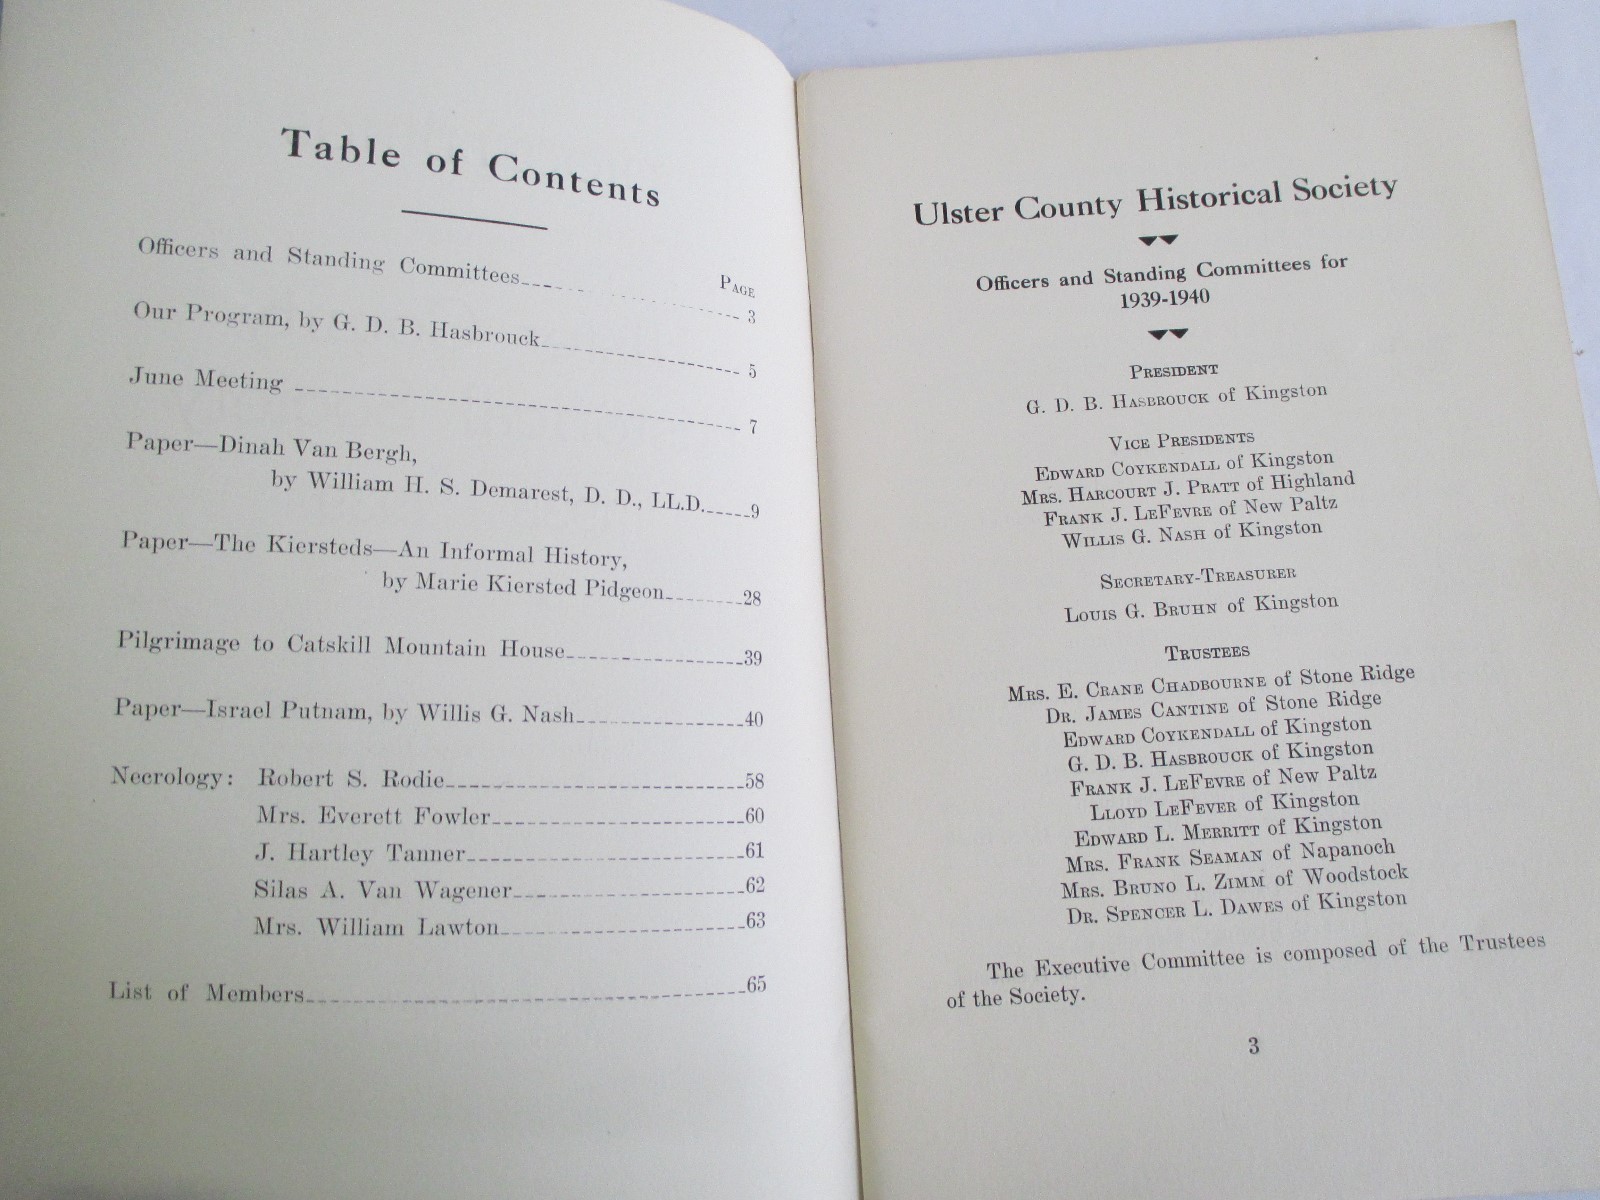 Table of Contents
PAGE
Officers and Standing Committees 3
Our Program, by G. D. B. Hasbrouck 5
June Meeting 7
Paper—Dinah Van Bergh,
by William H. S. Demarest, D. D., LL.D. 9
Paper—The Kiersteds—An Informal History,
by Marie Kiersted Pidgeon 28
Pilgrimage to Catskill Mountain House 39
Paper—Israel Putnam, by Willis G. Nash 40
Necrology: Robert S. Rodie 58
Mrs. Everett Fowler 60
J. Hartley Tanner 61
Silas A. Van Wagener 62
Mrs. William Lawton 63
List of Members 65
Ulster County Historical Society
Officers and Standing Committees for
1939-1940
PRESIDENT
G. D. B. HASBROUCK of Kingston
VICE PRESIDENTS
EDWARD COYKENDALL of Kingston
MRS. HARCOURT J. PRATT of Highland
FRANK J. LEFEVRE of New Paltz
WILLIS G. NASH of Kingston
SECRETARY-TREASURER
LOUIS G. BRUHN of Kingston
TRUSTEES
MRS. E. CRANE CHADBOURNE of Stone Ridge
DR. JAMES CANTINE of Stone Ridge
EDWARD COYKENDALL of Kingston
G. D. B. HASBROUCK of Kingston
FRANK J. LEFEVRE of New Paltz
LLOYD LEFEVER of Kingston
EDWARD L. MERRITT of Kingston
MRS. FRANK SEAMAN of Napanoch
MRS. BRUNO L. ZIMM of Woodstock
DR. SPENCER L. DAWES of Kingston
The Executive Committee is composed of the Trustees
of the Society.
3